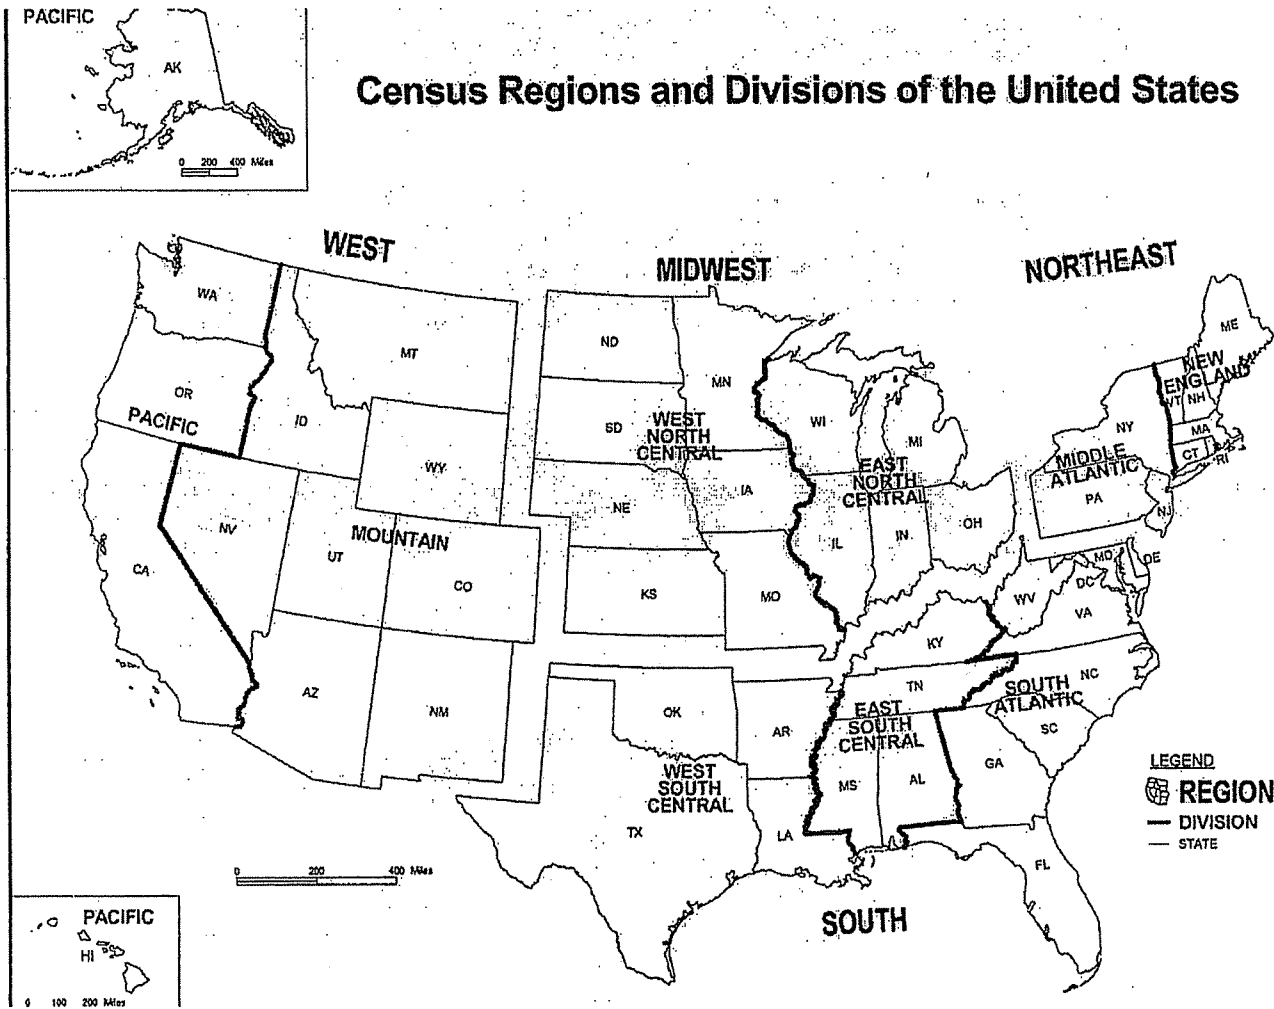 PACIFIC
AK
0 200 400 Miles
Census Regions and Divisions of the United States
WEST
MIDWEST
NORTHEAST
WA
MT
ND
MN
ME
OR
PACIFIC
ID
SD
WEST
NORTH
CENTRAL
WI
MI
NY
NEW
ENGLAND
VT
NH
MA
CT
RI
WY
NE
IA
EAST
NORTH
CENTRAL
MIDDLE
ATLANTIC
PA
NJ
NV
UT
MOUNTAIN
CO
IL
IN
OH
CA
KS
MO
WV
MD
DE
DC
VA
KY
AZ
NM
OK
AR
TN
EAST
SOUTH
CENTRAL
SOUTH
ATLANTIC
NC
SC
WEST
SOUTH
CENTRAL
TX
LA
MS
AL
GA
FL
LEGEND
REGION
DIVISION
STATE
0 200 400 Miles
SOUTH
PACIFIC
HI
0 100 200 Miles